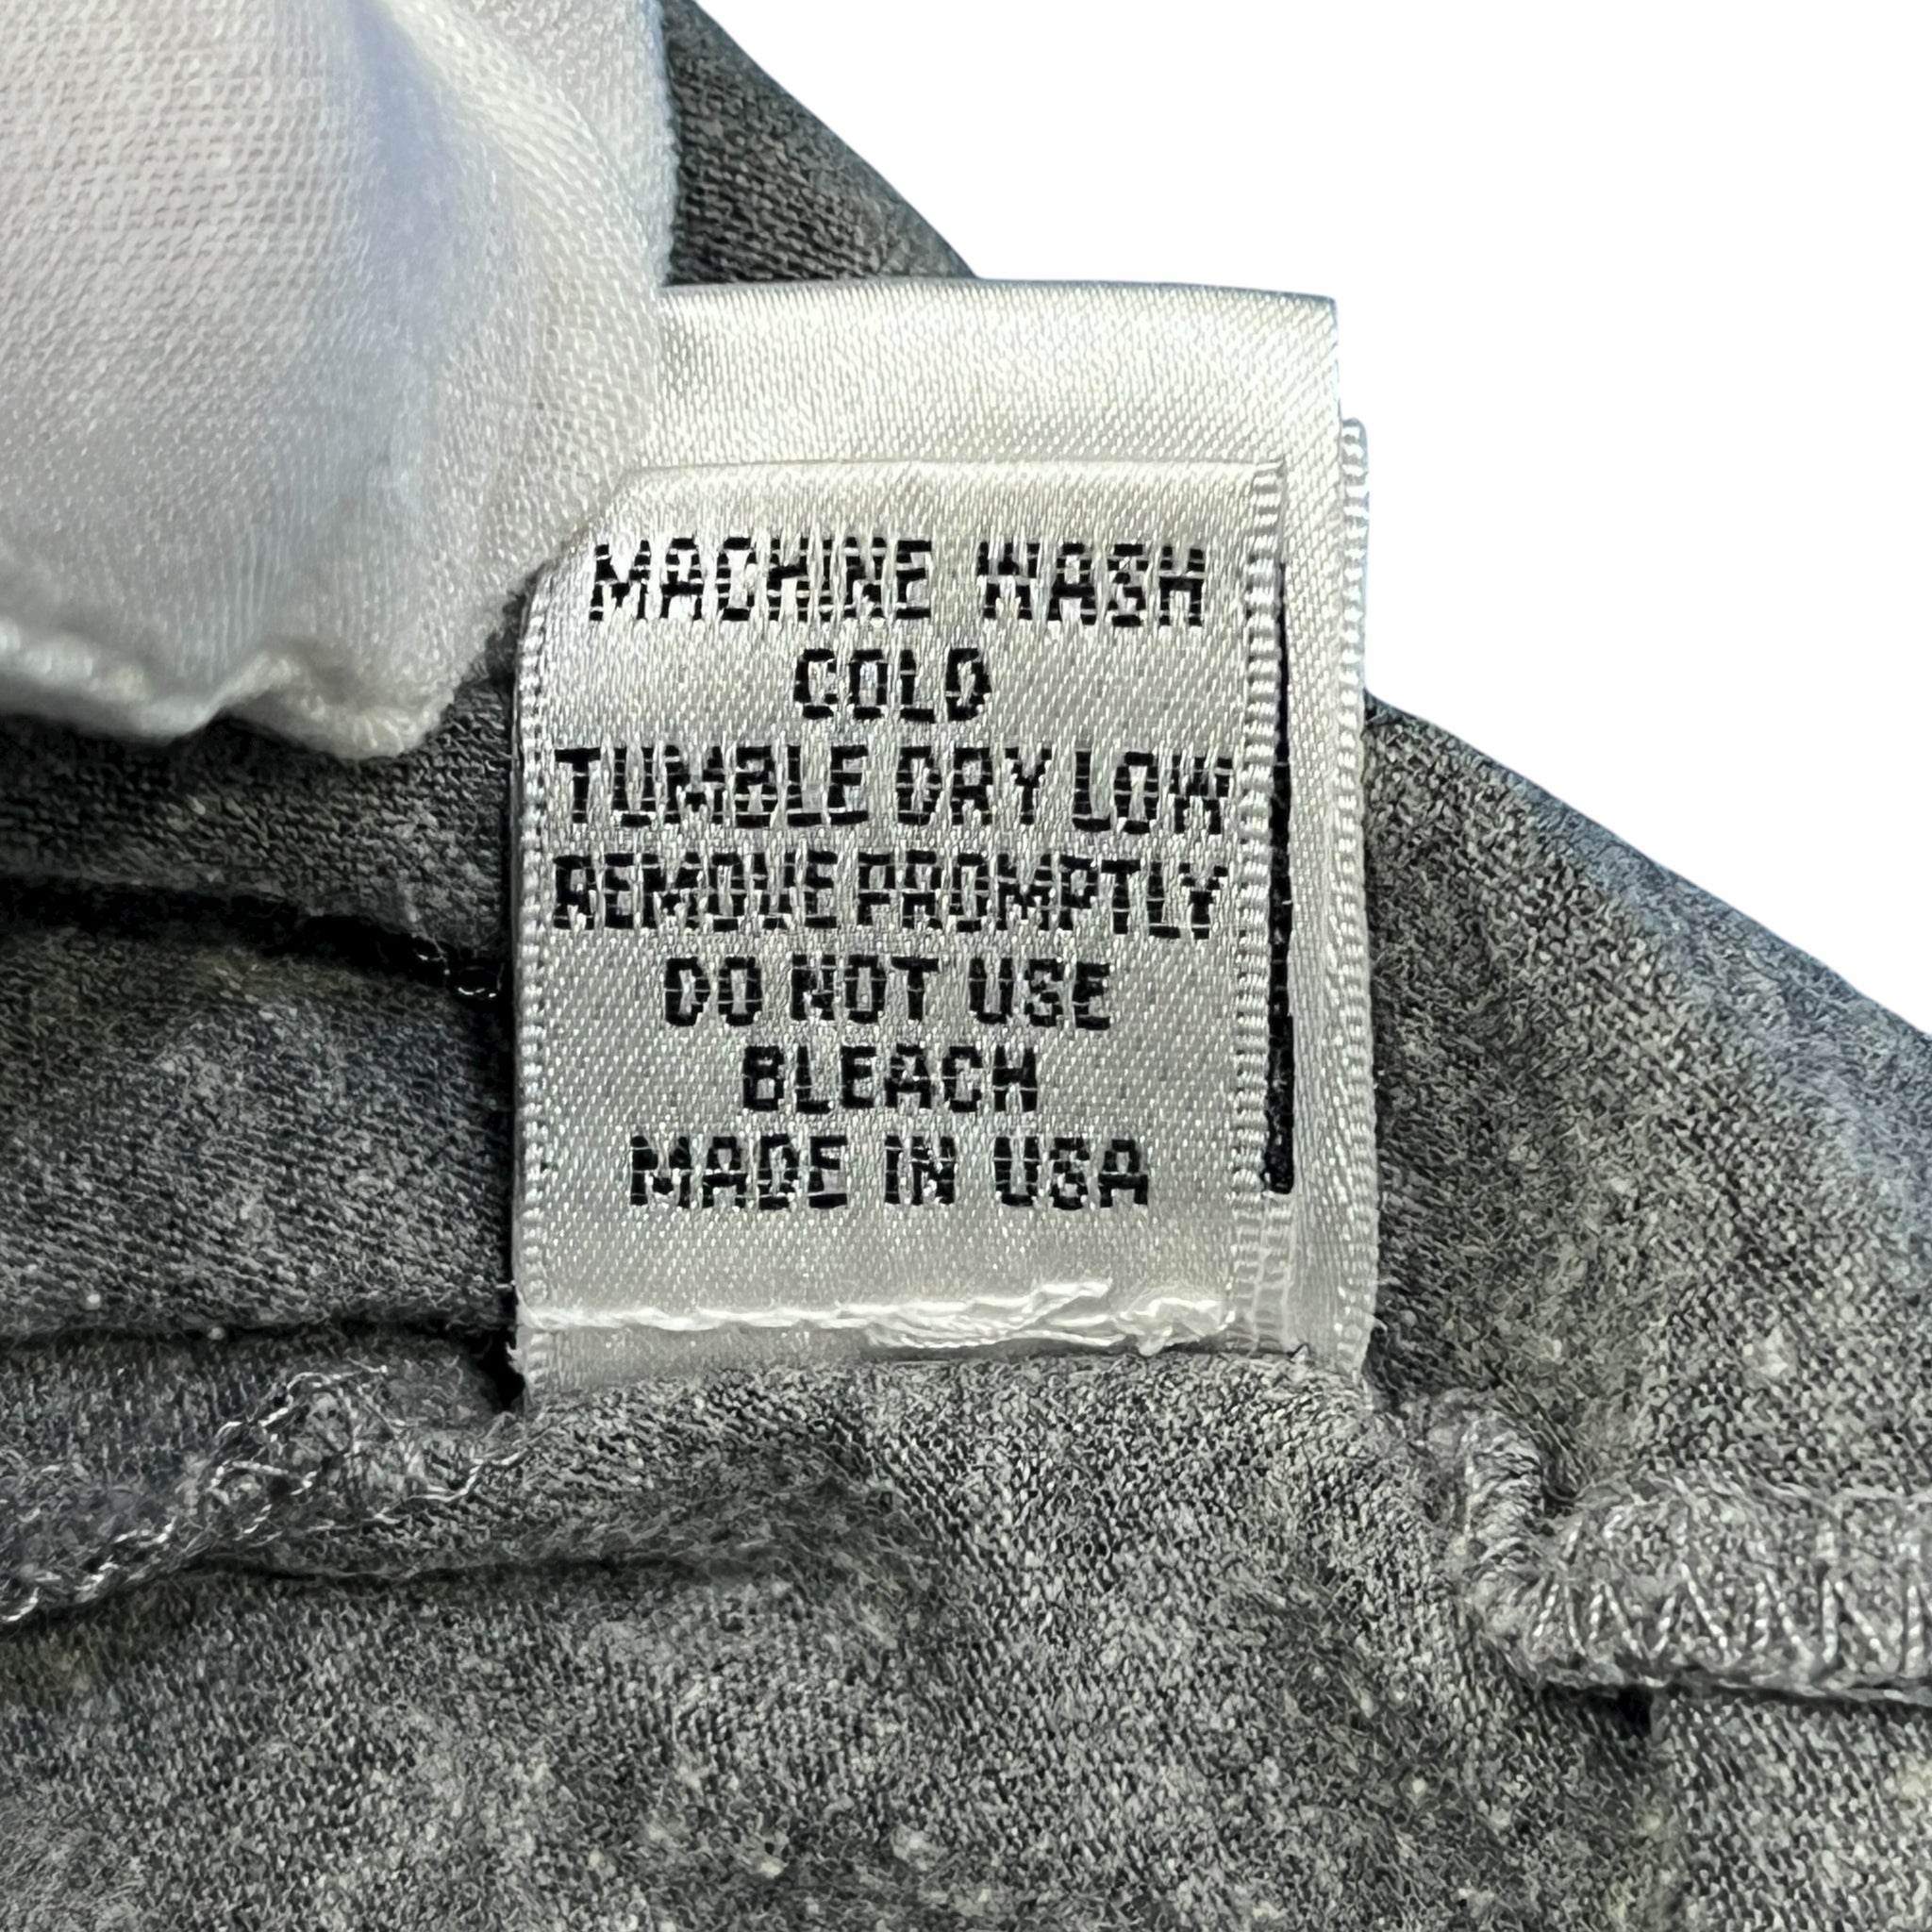 MACHINE WASH
COLD
TUMBLE DRY LOW
REMOVE PROMPTLY
DO NOT USE
BLEACH
MADE IN USA